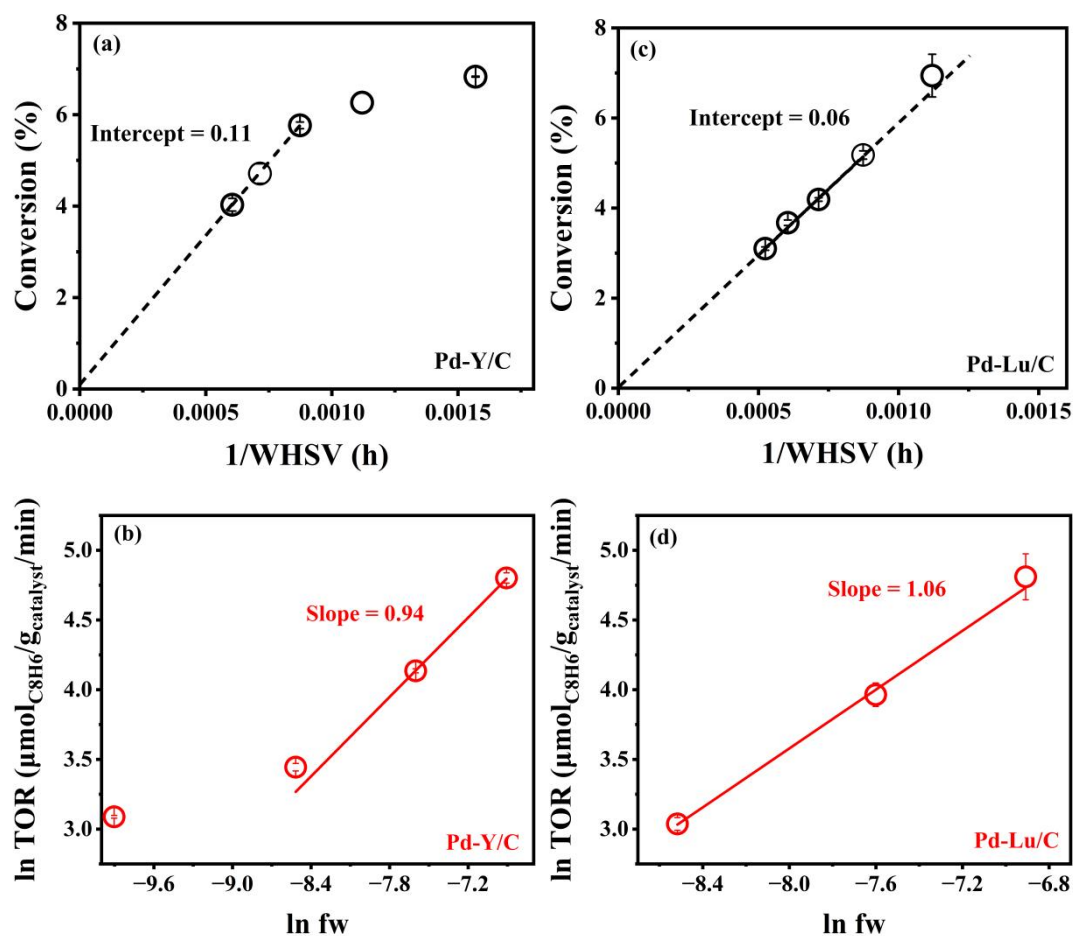 (a)
Conversion (%)
8
6
4
2
0
Intercept = 0.11
Pd-Y/C
0.0000 0.0005 0.0010 0.0015
1/WHSV (h)
(c)
Conversion (%)
8
6
4
2
0
Intercept = 0.06
Pd-Lu/C
0.0000 0.0005 0.0010 0.0015
1/WHSV (h)
(b)
ln TOR (μmolC8H6/gcatalyst/min)
5.0
4.5
4.0
3.5
3.0
Slope = 0.94
Pd-Y/C
−9.6 −9.0 −8.4 −7.8 −7.2
ln fw
(d)
ln TOR (μmolC8H6/gcatalyst/min)
5.0
4.5
4.0
3.5
3.0
Slope = 1.06
Pd-Lu/C
−8.4 −8.0 −7.6 −7.2 −6.8
ln fw